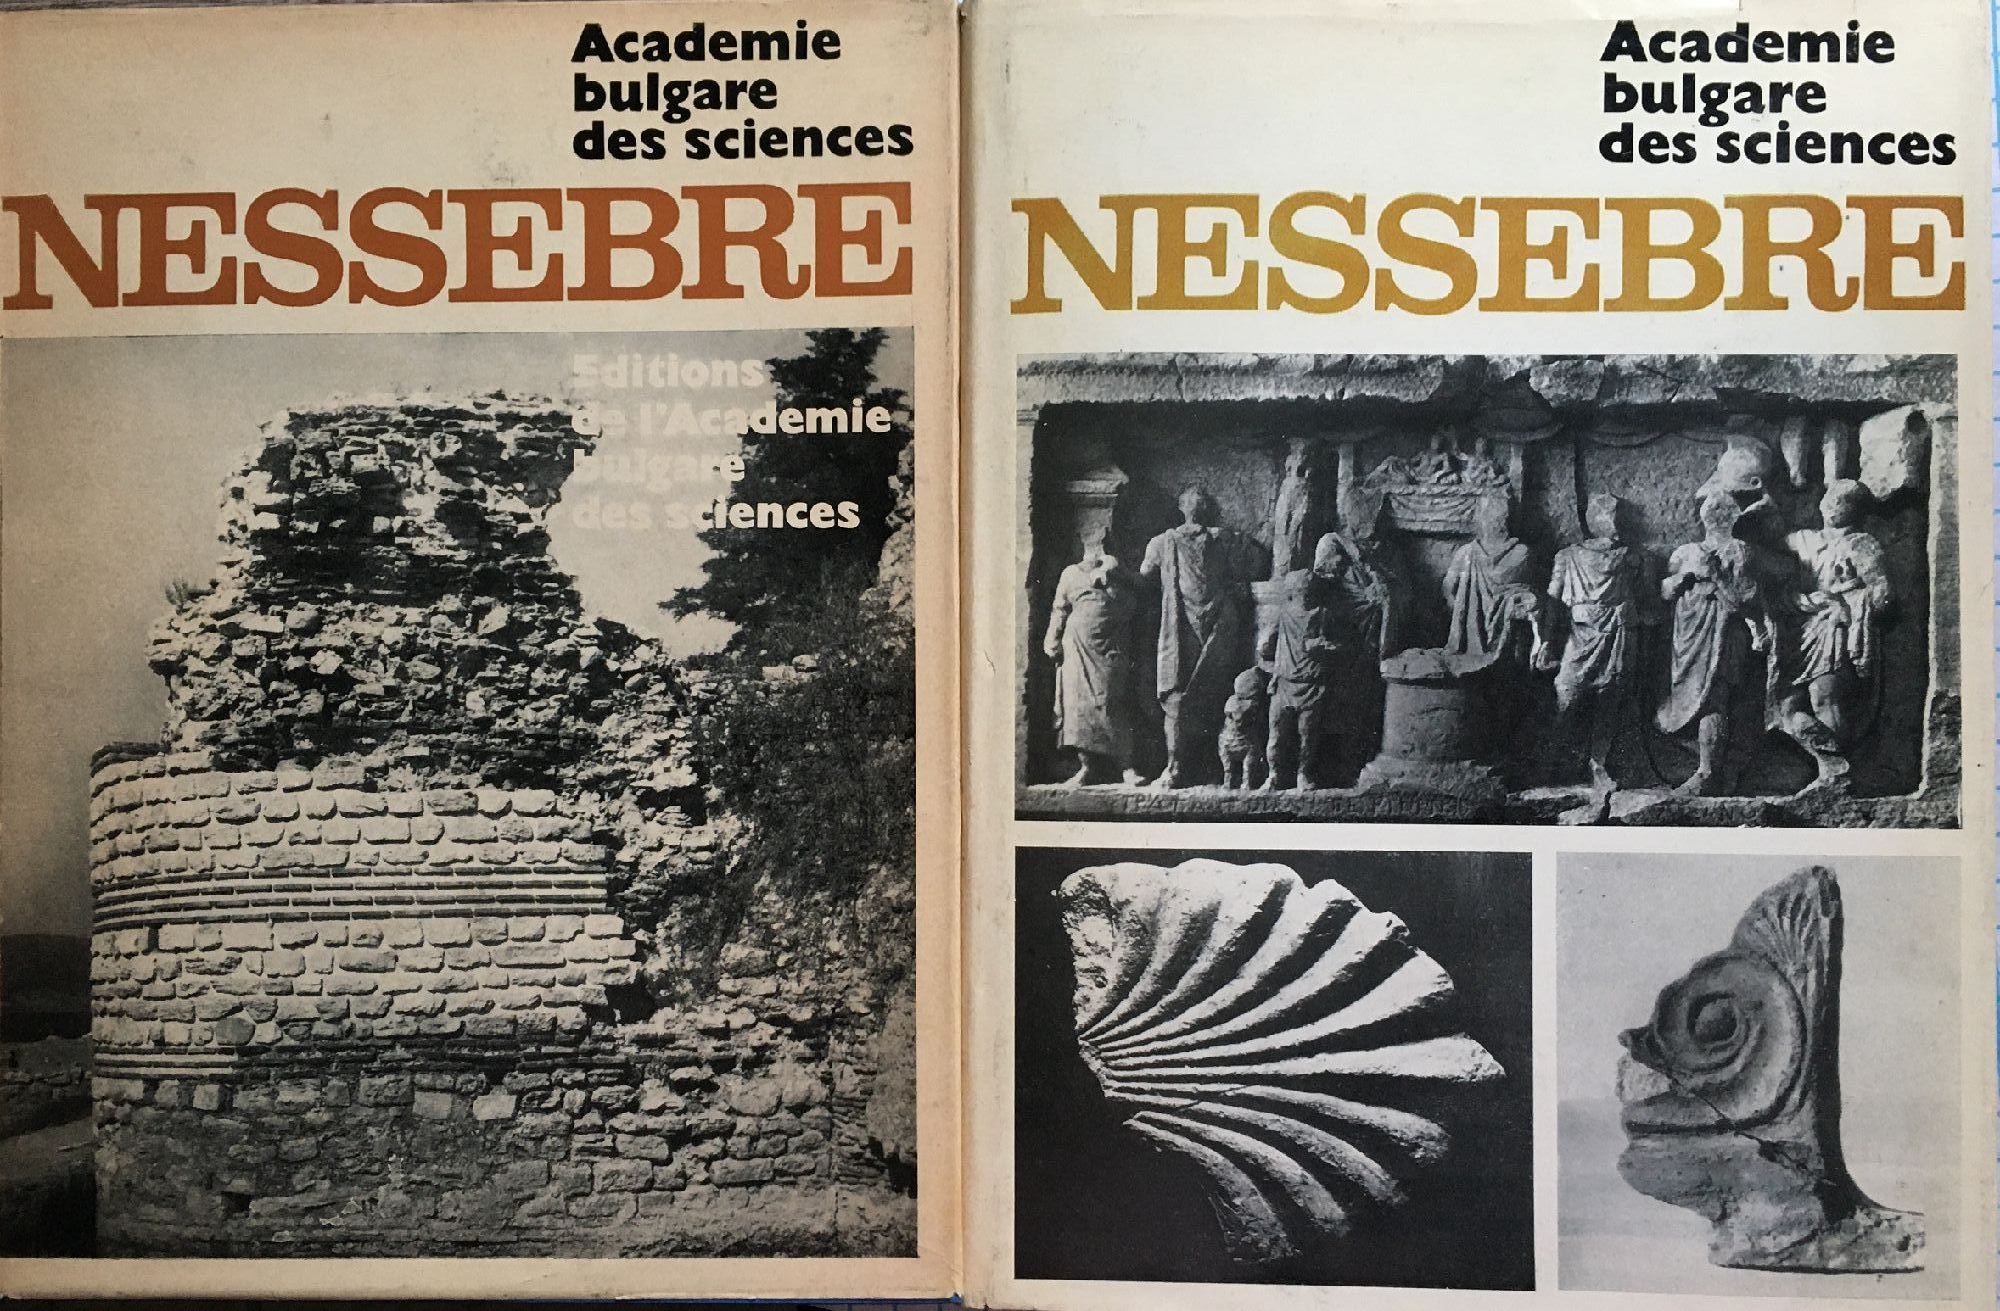 Academie
bulgare
des sciences
NESSEBRE
Editions
de l'Academie
bulgare
des sciences
Academie
bulgare
des sciences
NESSEBRE